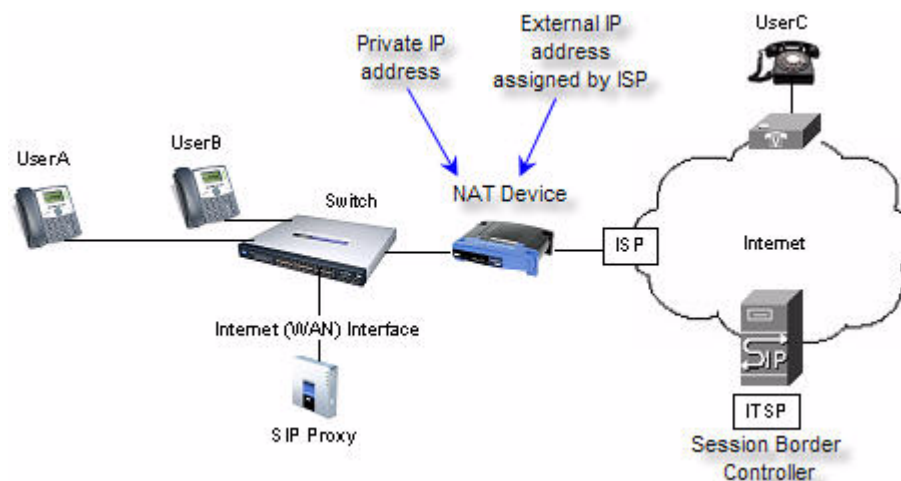 Private IP
address
External IP
address
assigned by ISP
UserC
UserA
UserB
Switch
NAT Device
ISP
Internet
Internet (WAN) Interface
SIP Proxy
SIP
ITSP
Session Border
Controller
V